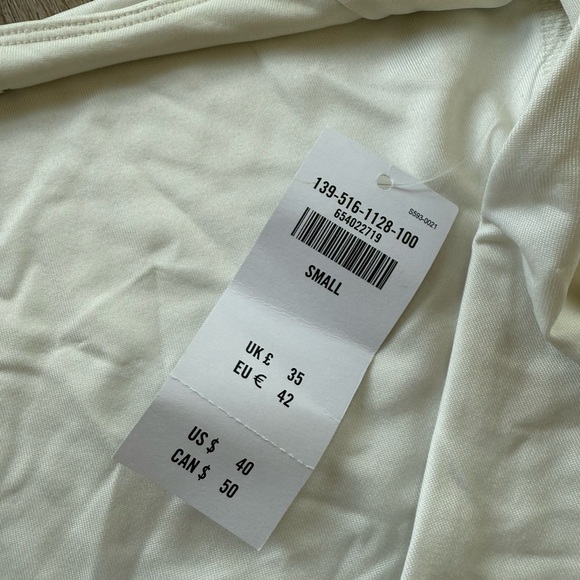 S593-0021
139-516-1128-100
654022719
SMALL
UK £ 35
EU € 42
US $ 40
CAN $ 50